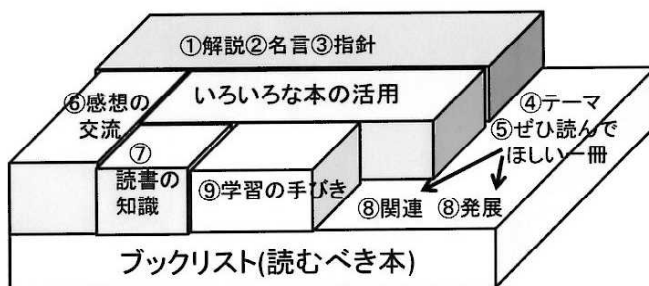 ①解説②名言③指針
⑥感想の
交流
いろいろな本の活用
④テーマ
⑤ぜひ読んで
ほしい一冊
⑦
読書の
知識
⑨学習の手びき
⑧関連
⑧発展
ブックリスト(読むべき本)